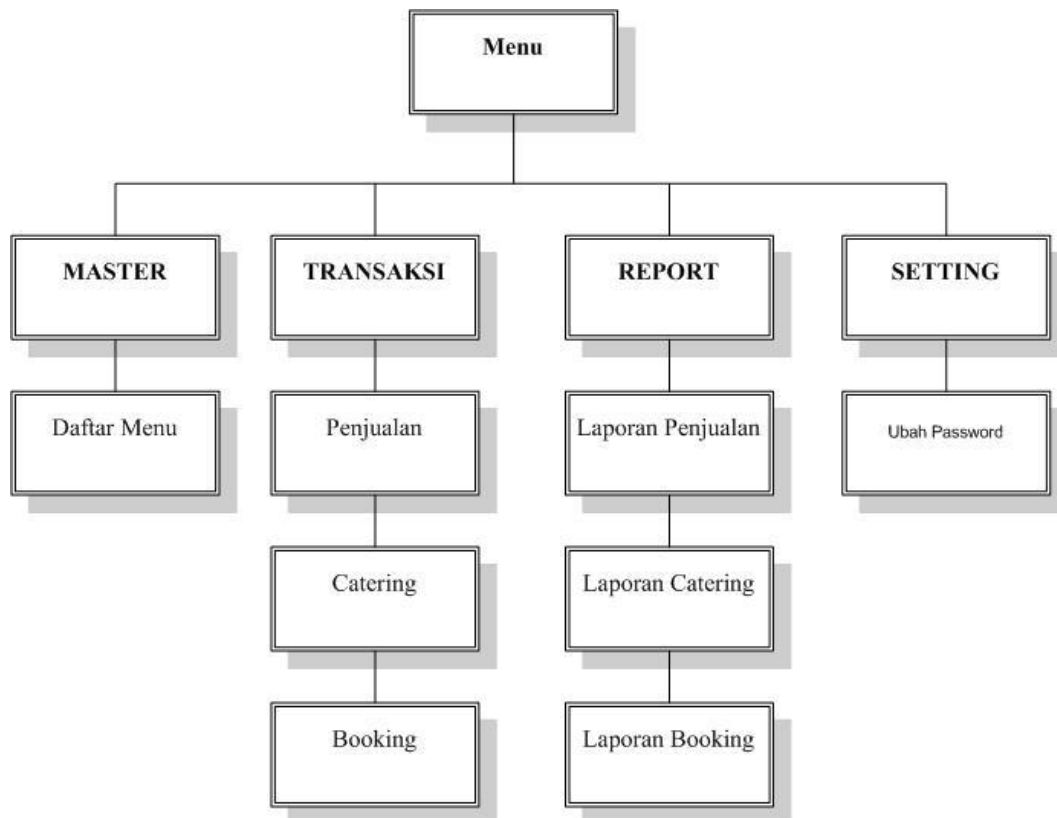 Menu
MASTER
TRANSAKSI
REPORT
SETTING
Daftar Menu
Penjualan
Laporan Penjualan
Ubah Password
Catering
Laporan Catering
Booking
Laporan Booking